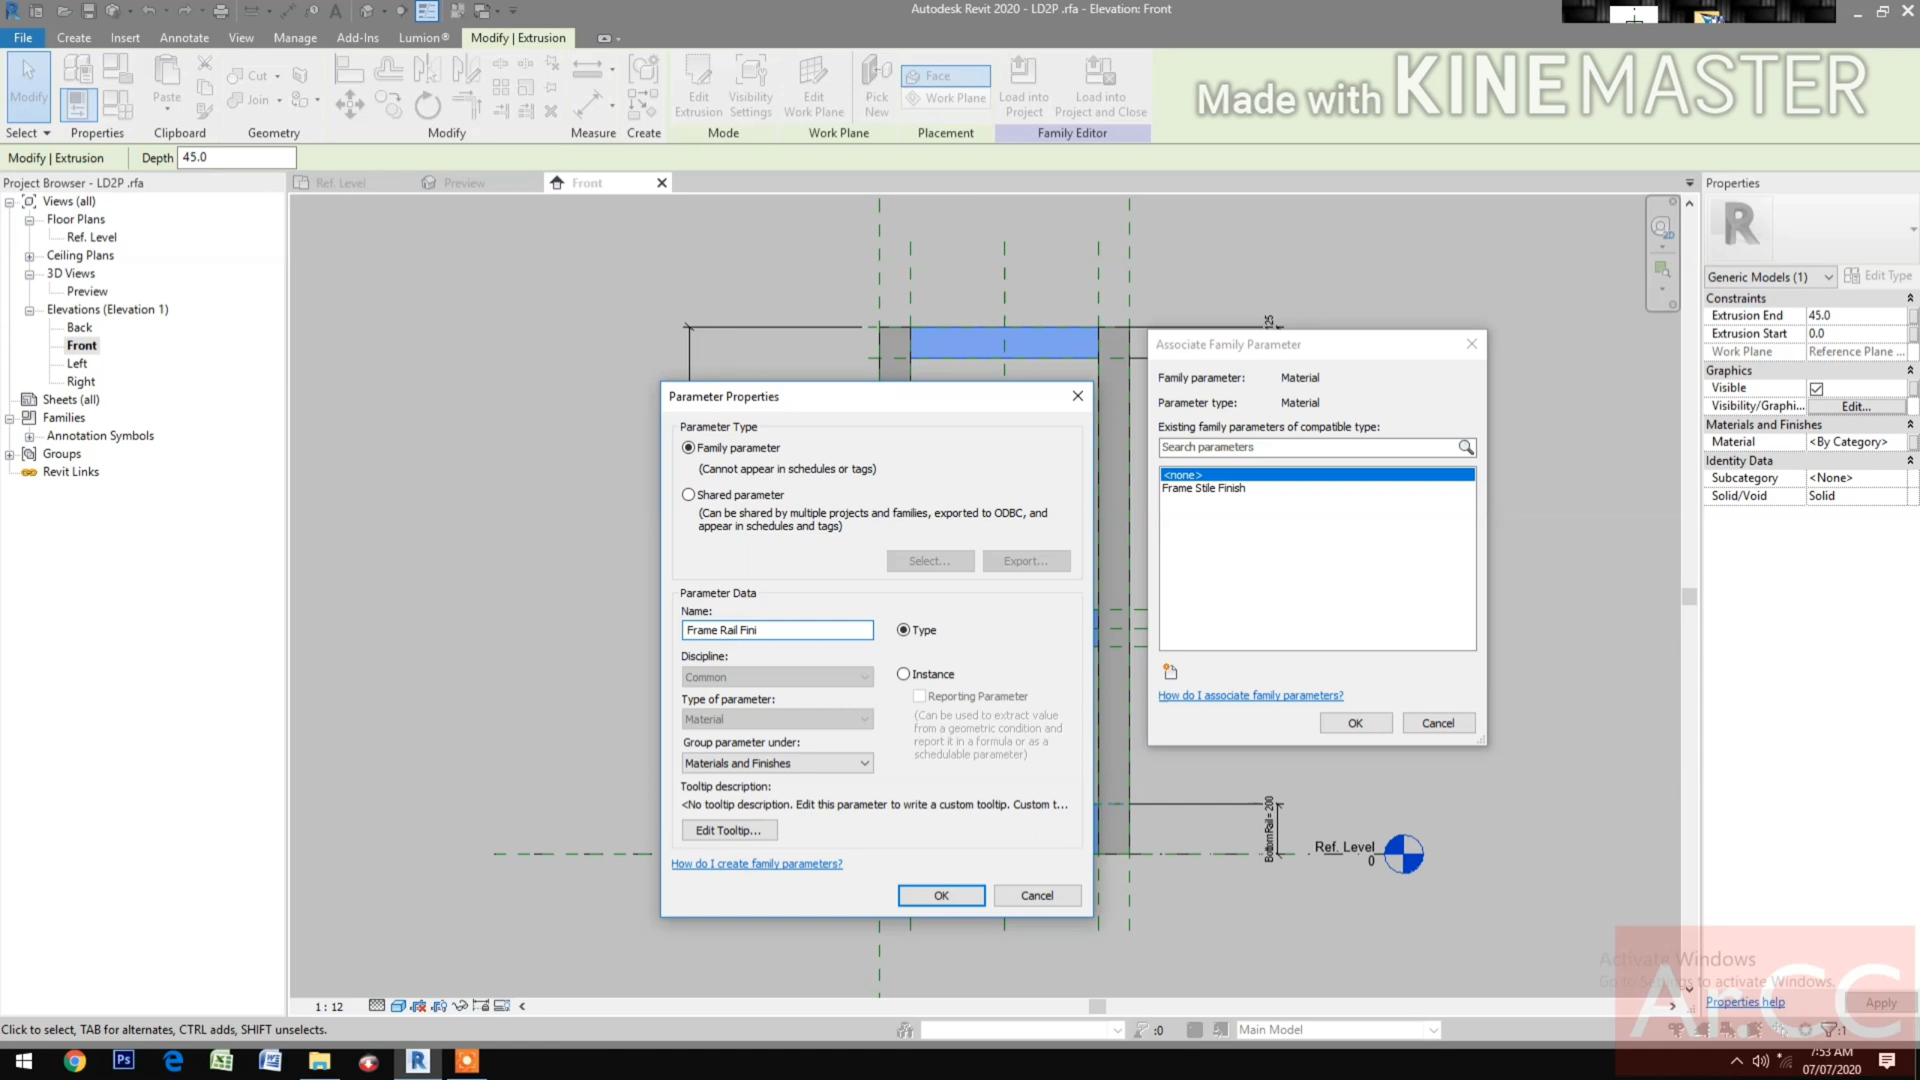 Autodesk Revit 2020 - LD2P .rfa - Elevation: Front
File Create Insert Annotate View Manage Add-Ins Lumion® Modify | Extrusion
Modify
Paste
Cut
Join
Edit Extrusion
Visibility Settings
Edit Work Plane
Pick New
Face
Work Plane
Load into Project
Load into Project and Close
Made with KINEMASTER
Select Properties Clipboard Geometry Modify Measure Create Mode Work Plane Placement Family Editor
Modify | Extrusion Depth 45.0
Project Browser - LD2P .rfa
Views (all)
Floor Plans
Ref. Level
Ceiling Plans
3D Views
Preview
Elevations (Elevation 1)
Back
Front
Left
Right
Sheets (all)
Families
Annotation Symbols
Groups
Revit Links
Ref. Level Preview Front
125
Parameter Properties
Parameter Type
Family parameter
(Cannot appear in schedules or tags)
Shared parameter
(Can be shared by multiple projects and families, exported to ODBC, and
appear in schedules and tags)
Select... Export...
Parameter Data
Name:
Frame Rail Fini
Type
Discipline:
Common
Instance
Reporting Parameter
Type of parameter:
Material
(Can be used to extract value
from a geometric condition and
report it in a formula or as a
schedulable parameter)
Group parameter under:
Materials and Finishes
Tooltip description:
<No tooltip description. Edit this parameter to write a custom tooltip. Custom t...
Edit Tooltip...
How do I create family parameters?
OK Cancel
Associate Family Parameter
Family parameter: Material
Parameter type: Material
Existing family parameters of compatible type:
Search parameters
<none>
Frame Stile Finish
How do I associate family parameters?
OK Cancel
BottomRail = 200
Ref. Level
0
Properties
R
Generic Models (1) Edit Type
Constraints
Extrusion End 45.0
Extrusion Start 0.0
Work Plane Reference Plane ...
Graphics
Visible
Visibility/Graphi... Edit...
Materials and Finishes
Material <By Category>
Identity Data
Subcategory <None>
Solid/Void Solid
Activate Windows
Go to Settings to activate Windows.
ArCC
Properties help Apply
1 : 12
Click to select, TAB for alternates, CTRL adds, SHIFT unselects.
:0
Main Model
:1
7:53 AM
07/07/2020